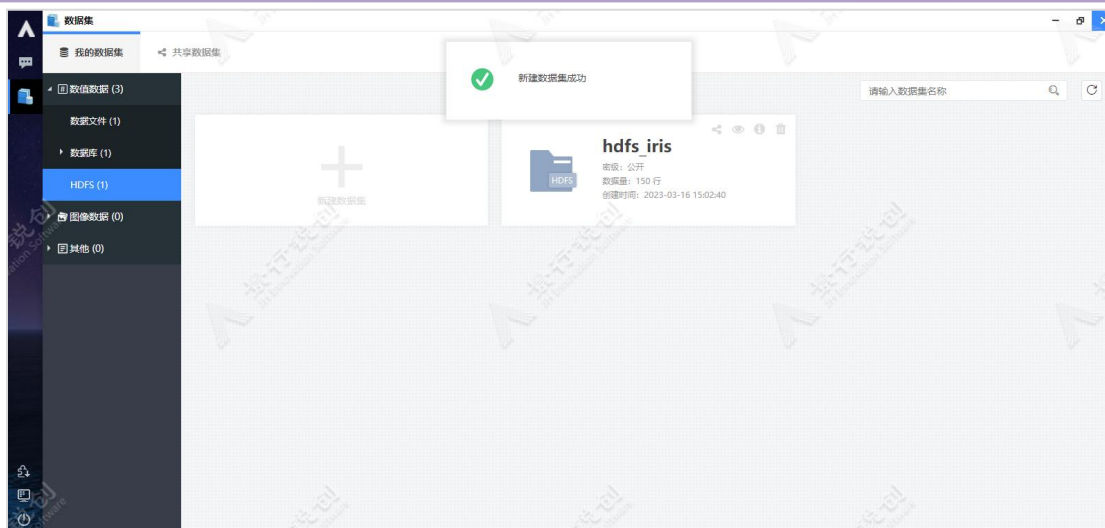 数据集
我的数据集
共享数据集
新建数据集成功
数值数据 (3)
请输入数据集名称
数据文件 (1)
数据库 (1)
HDFS (1)
图像数据 (0)
其他 (0)
新建数据集
HDFS
hdfs_iris
密级：公开
数据量：150 行
创建时间：2023-03-16 15:02:40